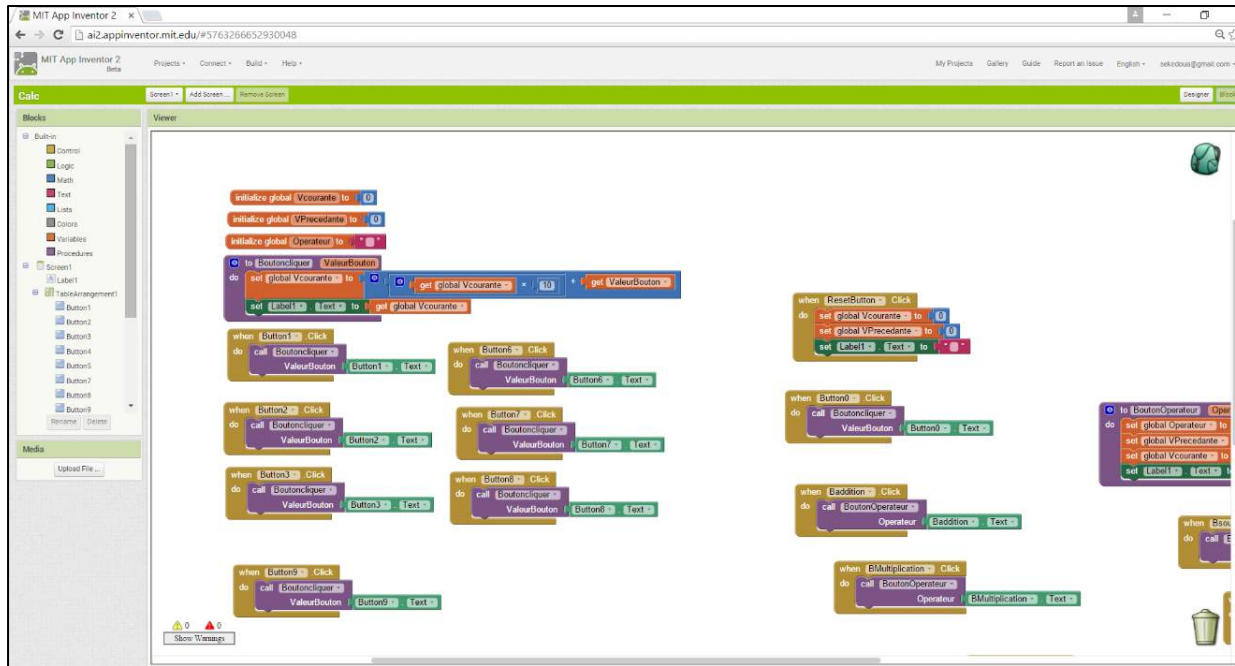 MIT App Inventor 2
ai2.appinventor.mit.edu/#5763266652930048
MIT App Inventor 2
Beta
Projects Connect Build Help
My Projects Gallery Guide Report an Issue English sekedous@gmail.com
Calc
Screen1 Add Screen ... Remove Screen
Designer
Blocks
Built-in
Control
Logic
Math
Text
Lists
Colors
Variables
Procedures
Screen1
Label1
TableArrangement1
Button1
Button2
Button3
Button4
Button5
Button7
Button8
Button9
Rename Delete
Media
Upload File ...
Viewer
initialize global Vcourante to 0
initialize global VPrecedante to 0
initialize global Operateur to " "
to Boutoncliquer ValeurBouton
do set global Vcourante to get global Vcourante × 10 + get ValeurBouton
set Label1 . Text to get global Vcourante
when Button1 .Click
do call Boutoncliquer
ValeurBouton Button1 . Text
when Button2 .Click
do call Boutoncliquer
ValeurBouton Button2 . Text
when Button3 .Click
do call Boutoncliquer
ValeurBouton Button3 . Text
when Button9 .Click
do call Boutoncliquer
ValeurBouton Button9 . Text
when Button6 .Click
do call Boutoncliquer
ValeurBouton Button6 . Text
when Button7 .Click
do call Boutoncliquer
ValeurBouton Button7 . Text
when Button8 .Click
do call Boutoncliquer
ValeurBouton Button8 . Text
when ResetButton .Click
do set global Vcourante to 0
set global VPrecedante to 0
set Label1 . Text to " "
when Button0 .Click
do call Boutoncliquer
ValeurBouton Button0 . Text
when Baddition .Click
do call BoutonOperateur
Operateur Baddition . Text
when BMultiplication .Click
do call BoutonOperateur
Operateur BMultiplication . Text
to BoutonOperateur
do set global Operateur to
set global VPrecedante
set global Vcourante to
set Label1 . Text
when
do call
0 0
Show Warnings